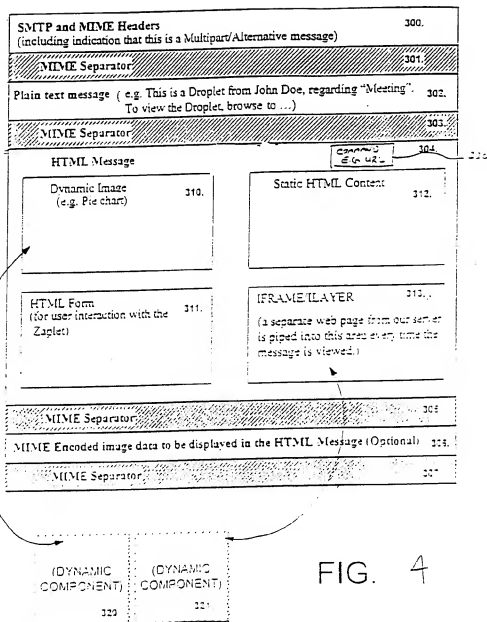 SMTP and MIME Headers 300.
(including indication that this is a Multipart/Alternative message)
MIME Separator 301.
Plain text message ( e.g. This is a Droplet from John Doe, regarding "Meeting". 302.
To view the Droplet, browse to ...)
MIME Separator 303.
HTML Message 304.
E.G URL
Dynamic Image 310.
(e.g. Pie chart)
Static HTML Content
312.
HTML Form 311.
(for user interaction with the
Zaplet)
IFRAME/ILAYER 313.
(a separate web page from our server
is piped into this area every time the
message is viewed.)
MIME Separator 305
MIME Encoded image data to be displayed in the HTML Message (Optional) 306.
MIME Separator 307
(DYNAMIC
COMPONENT)
320
(DYNAMIC
COMPONENT)
321
FIG. 4